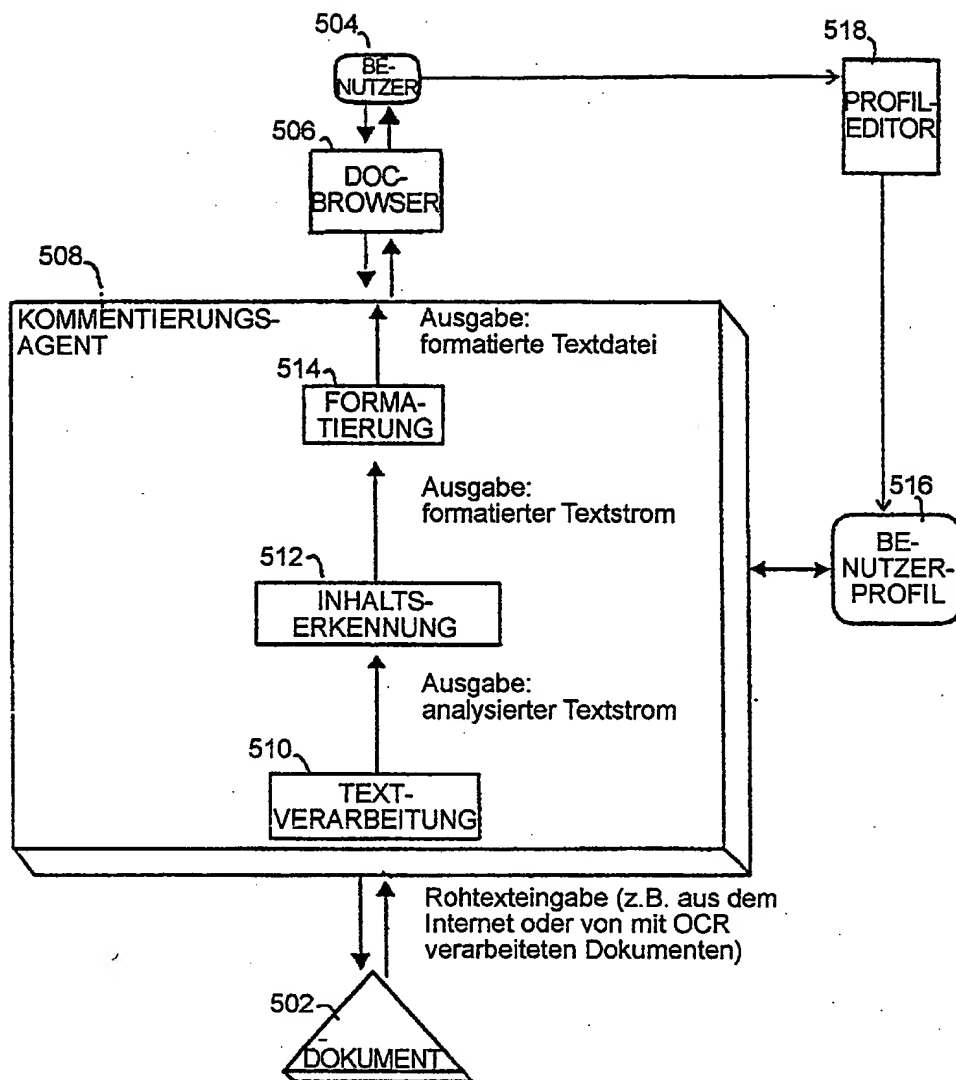 504
BE-
NUTZER
518
PROFIL-
EDITOR
506
DOC-
BROWSER
508
KOMMENTIERUNGS-
AGENT
Ausgabe:
formatierte Textdatei
514
FORMA-
TIERUNG
Ausgabe:
formatierter Textstrom
516
BE-
NUTZER-
PROFIL
512
INHALTS-
ERKENNUNG
Ausgabe:
analysierter Textstrom
510
TEXT-
VERARBEITUNG
Rohtexteingabe (z.B. aus dem
Internet oder von mit OCR
verarbeiteten Dokumenten)
502
DOKUMENT